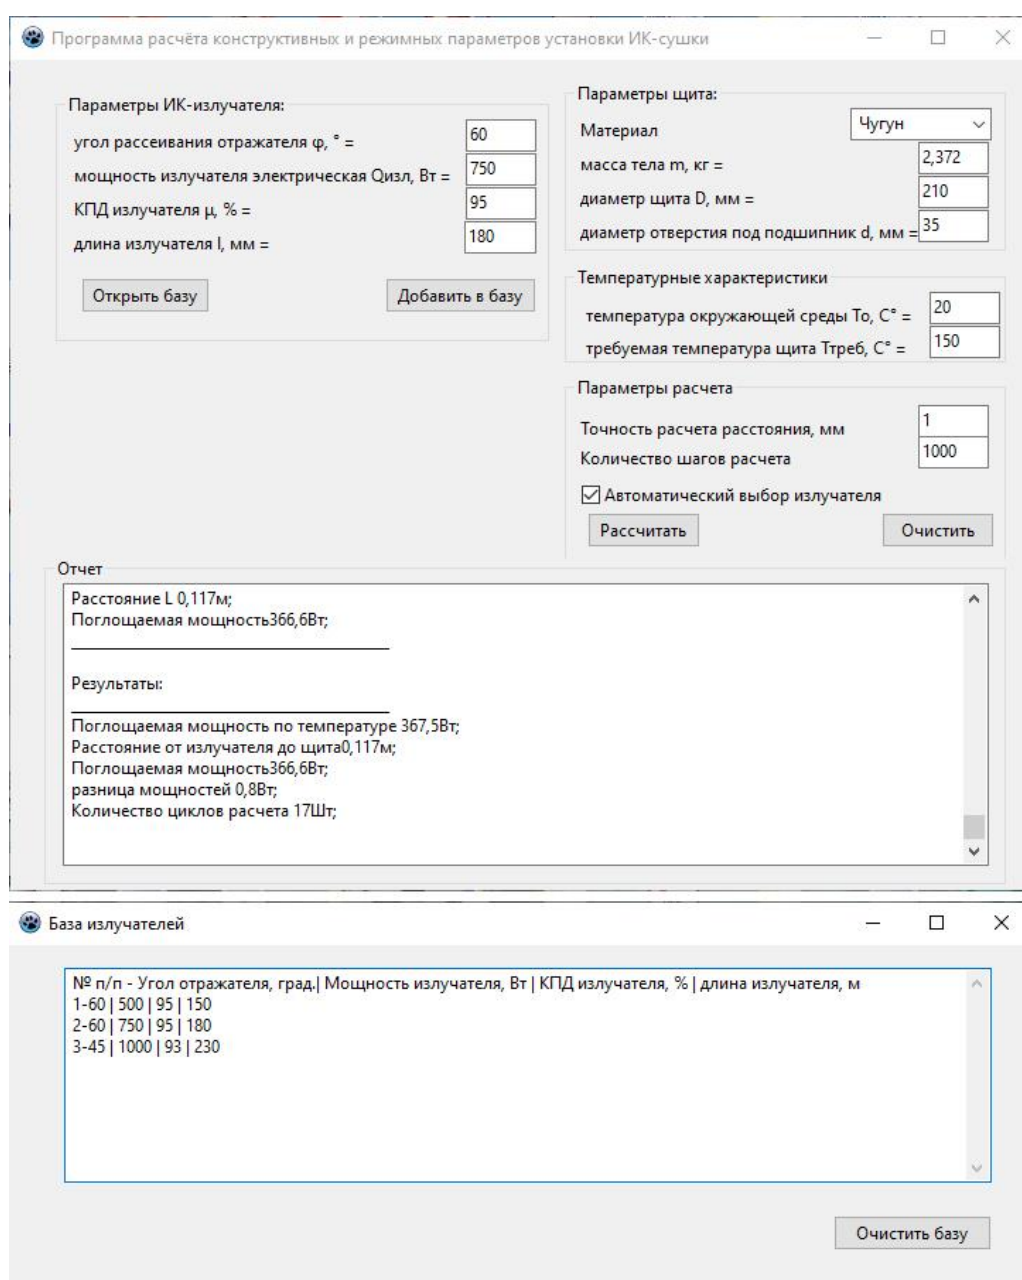 Программа расчёта конструктивных и режимных параметров установки ИК-сушки
Параметры ИК-излучателя:
угол рассеивания отражателя φ, ° = 60
мощность излучателя электрическая Qизл, Вт = 750
КПД излучателя μ, % = 95
длина излучателя l, мм = 180
Открыть базу Добавить в базу
Параметры щита:
Материал Чугун
масса тела m, кг = 2,372
диаметр щита D, мм = 210
диаметр отверстия под подшипник d, мм = 35
Температурные характеристики
температура окружающей среды To, C° = 20
требуемая температура щита Tтреб, C° = 150
Параметры расчета
Точность расчета расстояния, мм 1
Количество шагов расчета 1000
Автоматический выбор излучателя
Рассчитать Очистить
Отчет
Расстояние L 0,117м;
Поглощаемая мощность366,6Вт;
Результаты:
Поглощаемая мощность по температуре 367,5Вт;
Расстояние от излучателя до щита0,117м;
Поглощаемая мощность366,6Вт;
разница мощностей 0,8Вт;
Количество циклов расчета 17Шт;
База излучателей
№ п/п - Угол отражателя, град.| Мощность излучателя, Вт | КПД излучателя, % | длина излучателя, м
1-60 | 500 | 95 | 150
2-60 | 750 | 95 | 180
3-45 | 1000 | 93 | 230
Очистить базу